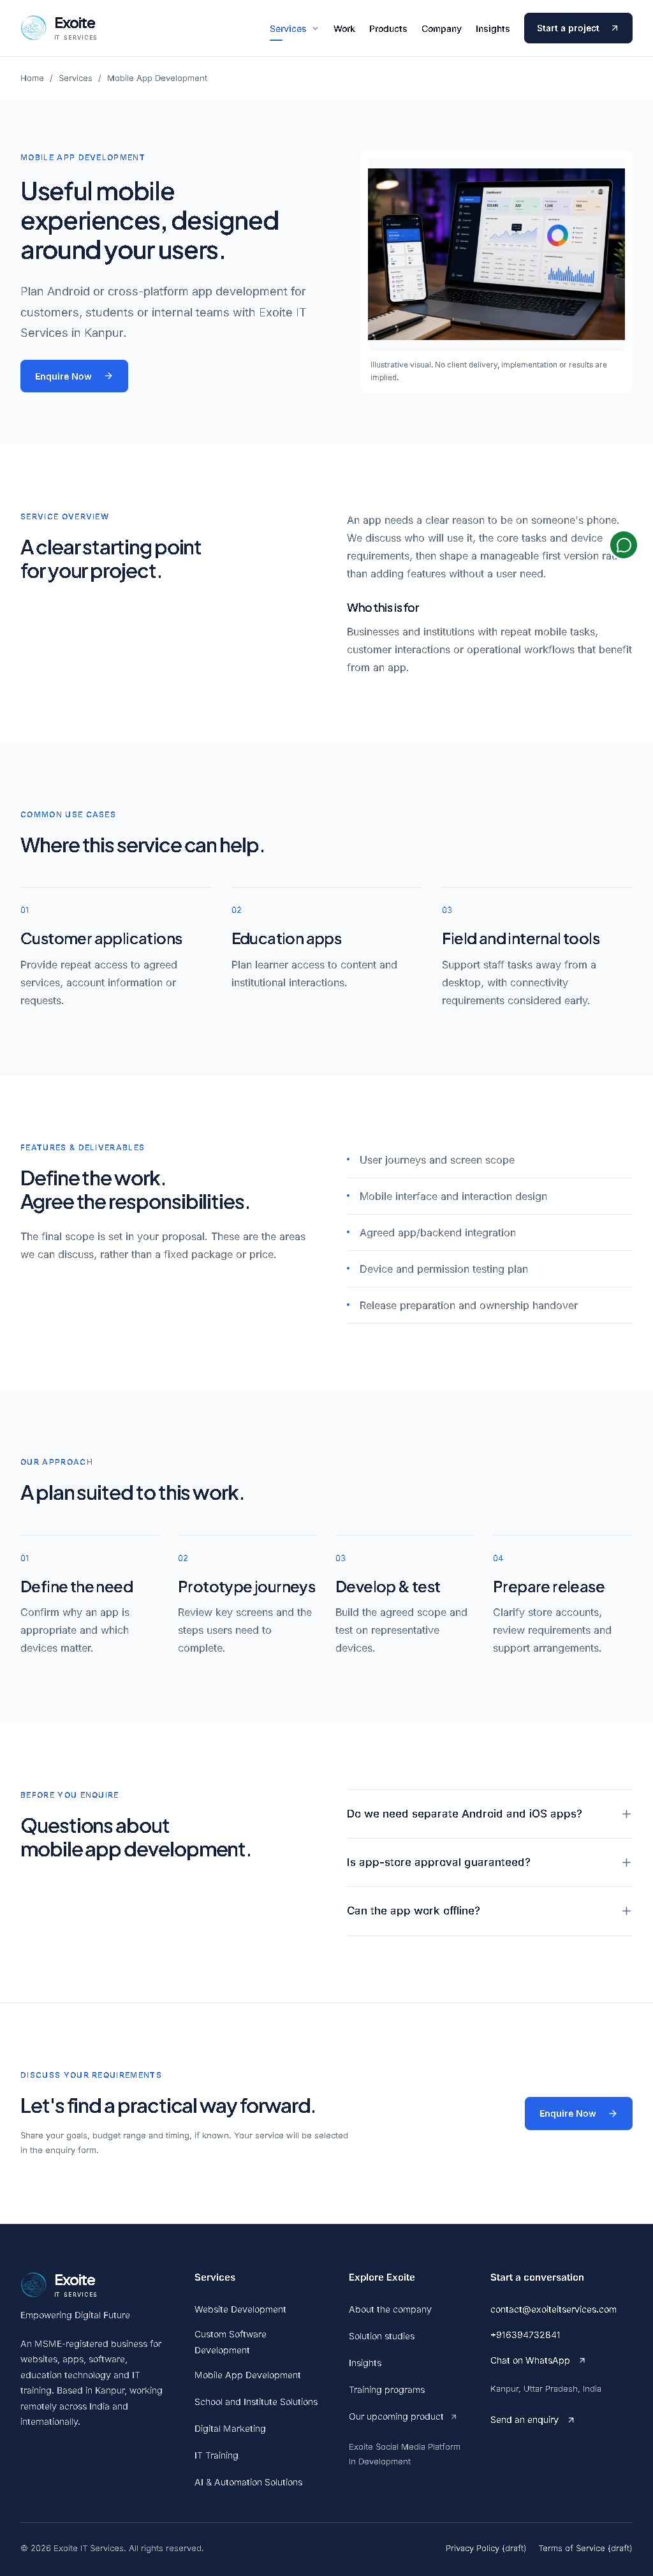 Exoite
IT SERVICES
Services
Work
Products
Company
Insights
Start a project
Home / Services / Mobile App Development
MOBILE APP DEVELOPMENT
Useful mobile
experiences, designed
around your users.
Plan Android or cross-platform app development for
customers, students or internal teams with Exoite IT
Services in Kanpur.
Enquire Now
Illustrative visual. No client delivery, implementation or results are
implied.
SERVICE OVERVIEW
A clear starting point
for your project.
An app needs a clear reason to be on someone's phone.
We discuss who will use it, the core tasks and device
requirements, then shape a manageable first version
than adding features without a user need.
Who this is for
Businesses and institutions with repeat mobile tasks,
customer interactions or operational workflows that benefit
from an app.
COMMON USE CASES
Where this service can help.
01
Customer applications
Provide repeat access to agreed
services, account information or
requests.
02
Education apps
Plan learner access to content and
institutional interactions.
03
Field and internal tools
Support staff tasks away from a
desktop, with connectivity
requirements considered early.
FEATURES & DELIVERABLES
Define the work.
Agree the responsibilities.
The final scope is set in your proposal. These are the areas
we can discuss, rather than a fixed package or price.
User journeys and screen scope
Mobile interface and interaction design
Agreed app/backend integration
Device and permission testing plan
Release preparation and ownership handover
OUR APPROACH
A plan suited to this work.
01
Define the need
Confirm why an app is
appropriate and which
devices matter.
02
Prototype journeys
Review key screens and the
steps users need to
complete.
03
Develop & test
Build the agreed scope and
test on representative
devices.
04
Prepare release
Clarify store accounts,
review requirements and
support arrangements.
BEFORE YOU ENQUIRE
Questions about
mobile app development.
Do we need separate Android and iOS apps?
Is app-store approval guaranteed?
Can the app work offline?
DISCUSS YOUR REQUIREMENTS
Let's find a practical way forward.
Share your goals, budget range and timing, if known. Your service will be selected
in the enquiry form.
Enquire Now
Exoite
IT SERVICES
Empowering Digital Future
An MSME-registered business for
websites, apps, software,
education technology and IT
training. Based in Kanpur, working
remotely across India and
internationally.
Services
Website Development
Custom Software
Development
Mobile App Development
School and Institute Solutions
Digital Marketing
IT Training
AI & Automation Solutions
Explore Exoite
About the company
Solution studies
Insights
Training programs
Our upcoming product
Exoite Social Media Platform
In Development
Start a conversation
contact@exoiteitservices.com
+916394732641
Chat on WhatsApp
Kanpur, Uttar Pradesh, India
Send an enquiry
© 2026 Exoite IT Services. All rights reserved.
Privacy Policy (draft)
Terms of Service (draft)